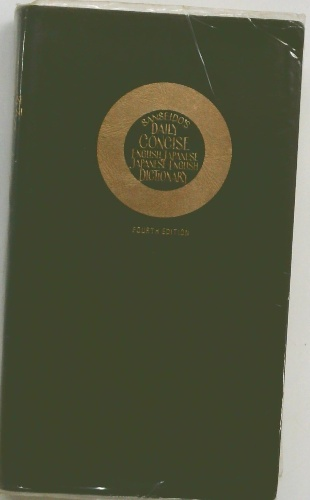 SANSEIDO'S
DAILY
CONCISE
ENGLISH-JAPANESE
JAPANESE-ENGLISH
DICTIONARY
FOURTH EDITION